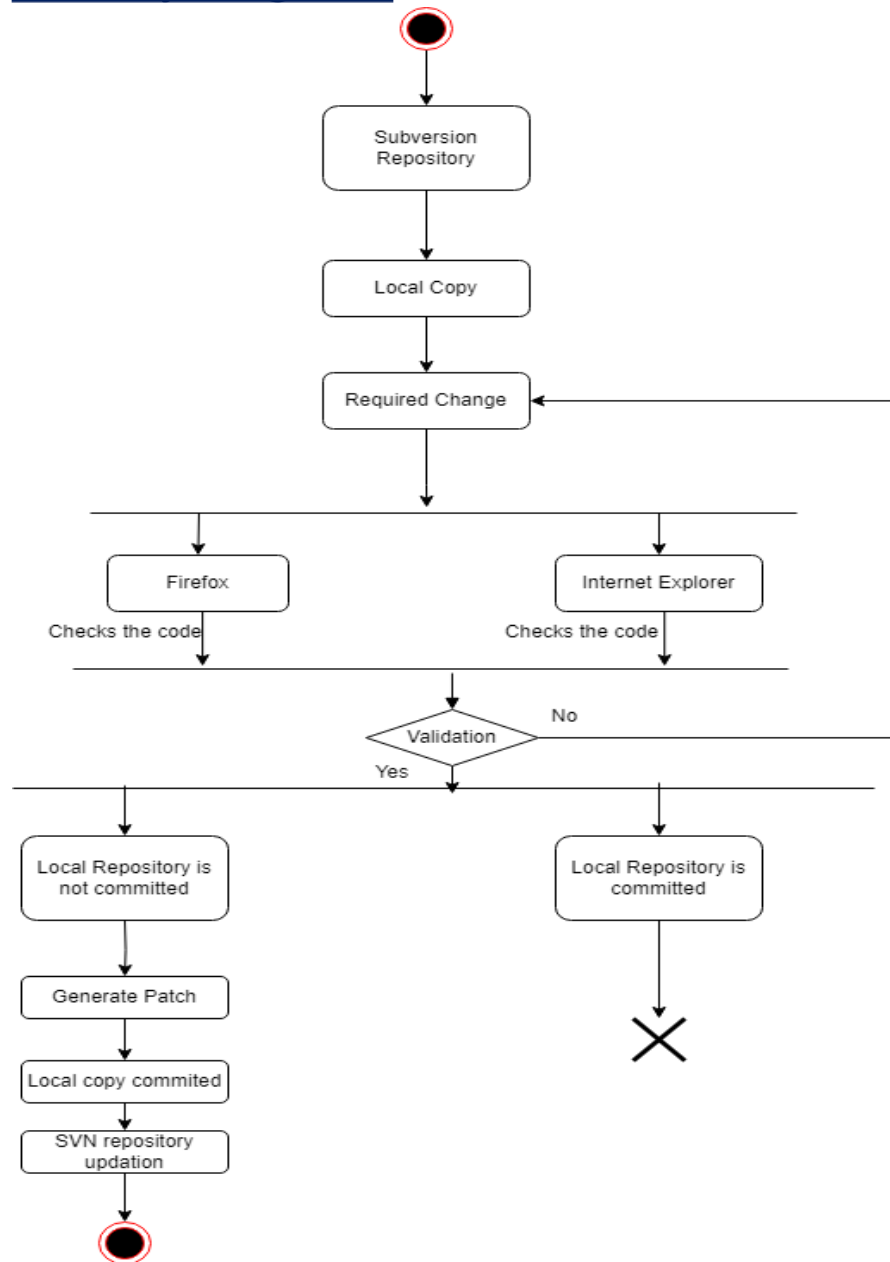 Subversion
Repository
Local Copy
Required Change
Firefox
Internet Explorer
Checks the code
Checks the code
Validation
No
Yes
Local Repository is
not committed
Local Repository is
committed
Generate Patch
Local copy commited
SVN repository
updation